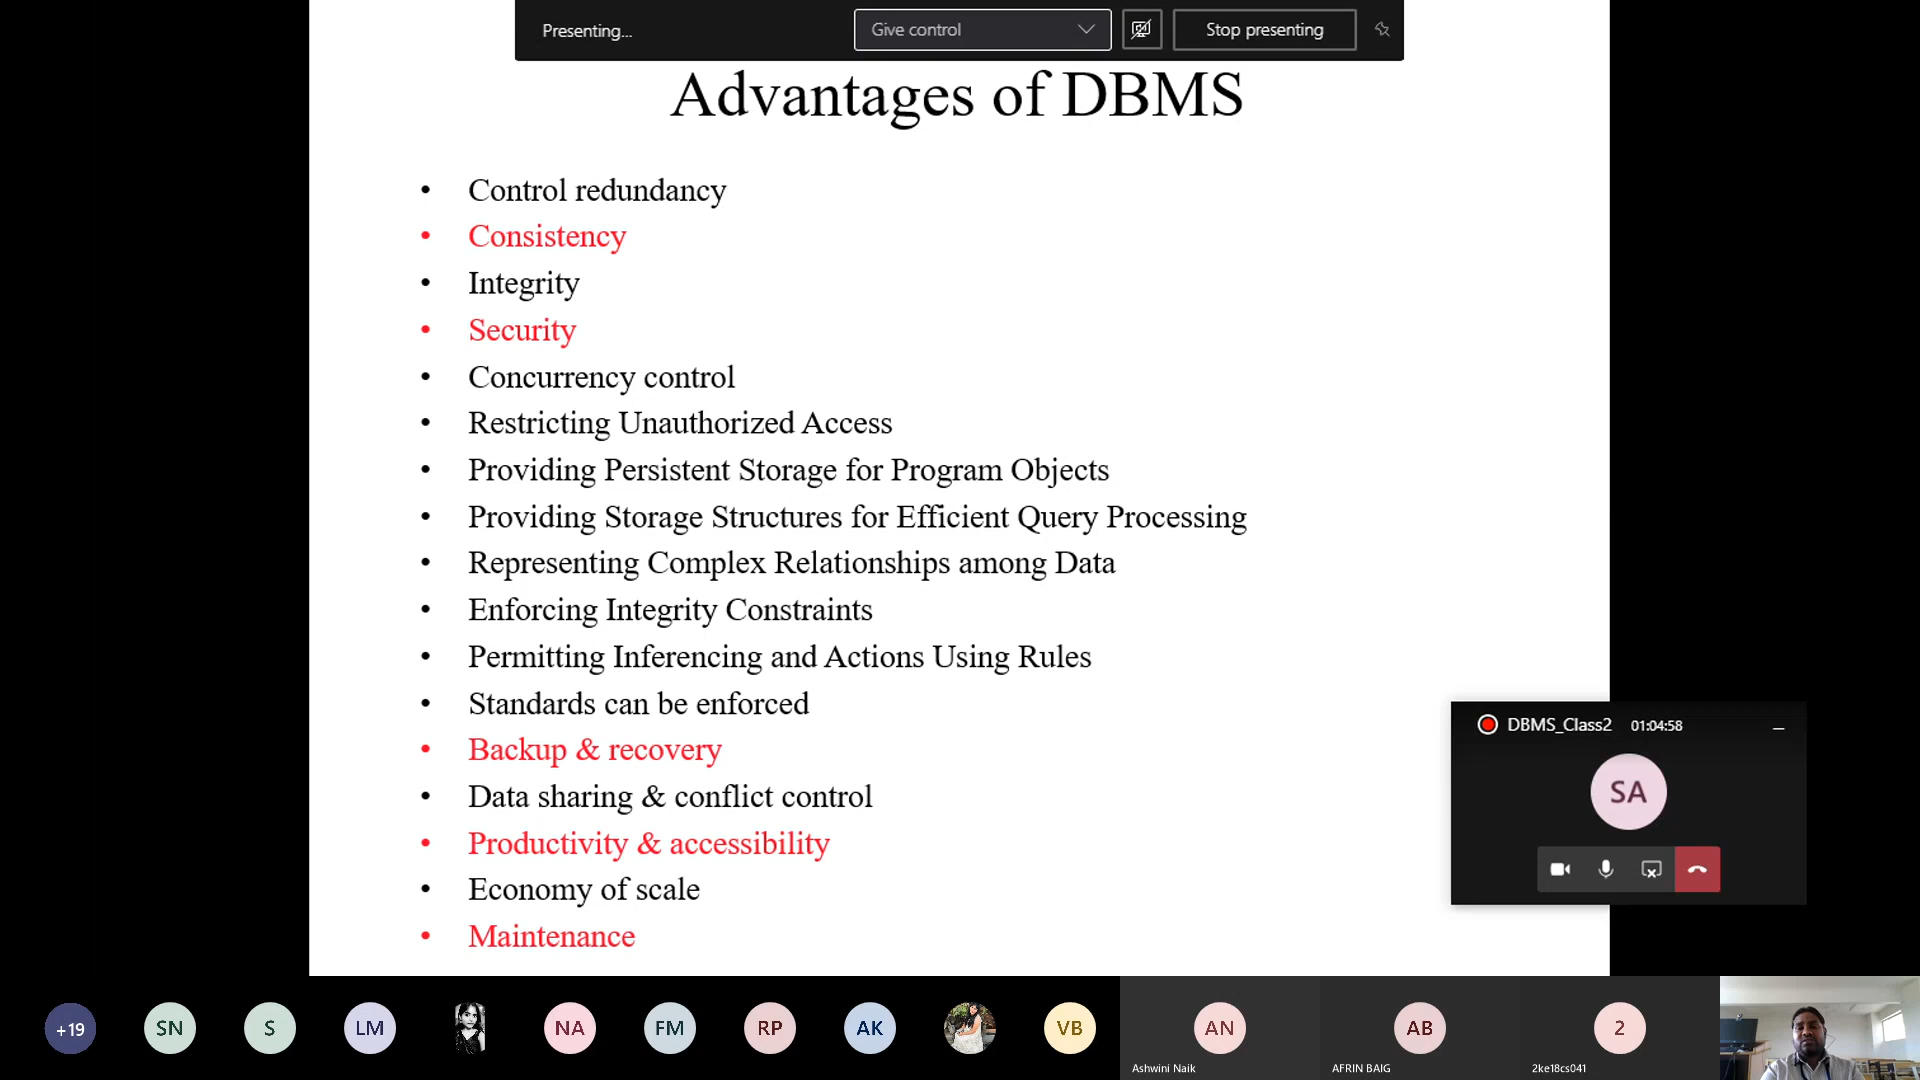 Presenting...
Give control
Stop presenting
Advantages of DBMS
• Control redundancy
• Consistency
• Integrity
• Security
• Concurrency control
• Restricting Unauthorized Access
• Providing Persistent Storage for Program Objects
• Providing Storage Structures for Efficient Query Processing
• Representing Complex Relationships among Data
• Enforcing Integrity Constraints
• Permitting Inferencing and Actions Using Rules
• Standards can be enforced
• Backup & recovery
• Data sharing & conflict control
• Productivity & accessibility
• Economy of scale
• Maintenance
DBMS_Class2 01:04:58
SA
+19 SN S LM NA FM RP AK VB AN AB 2
Ashwini Naik AFRIN BAIG 2ke18cs041